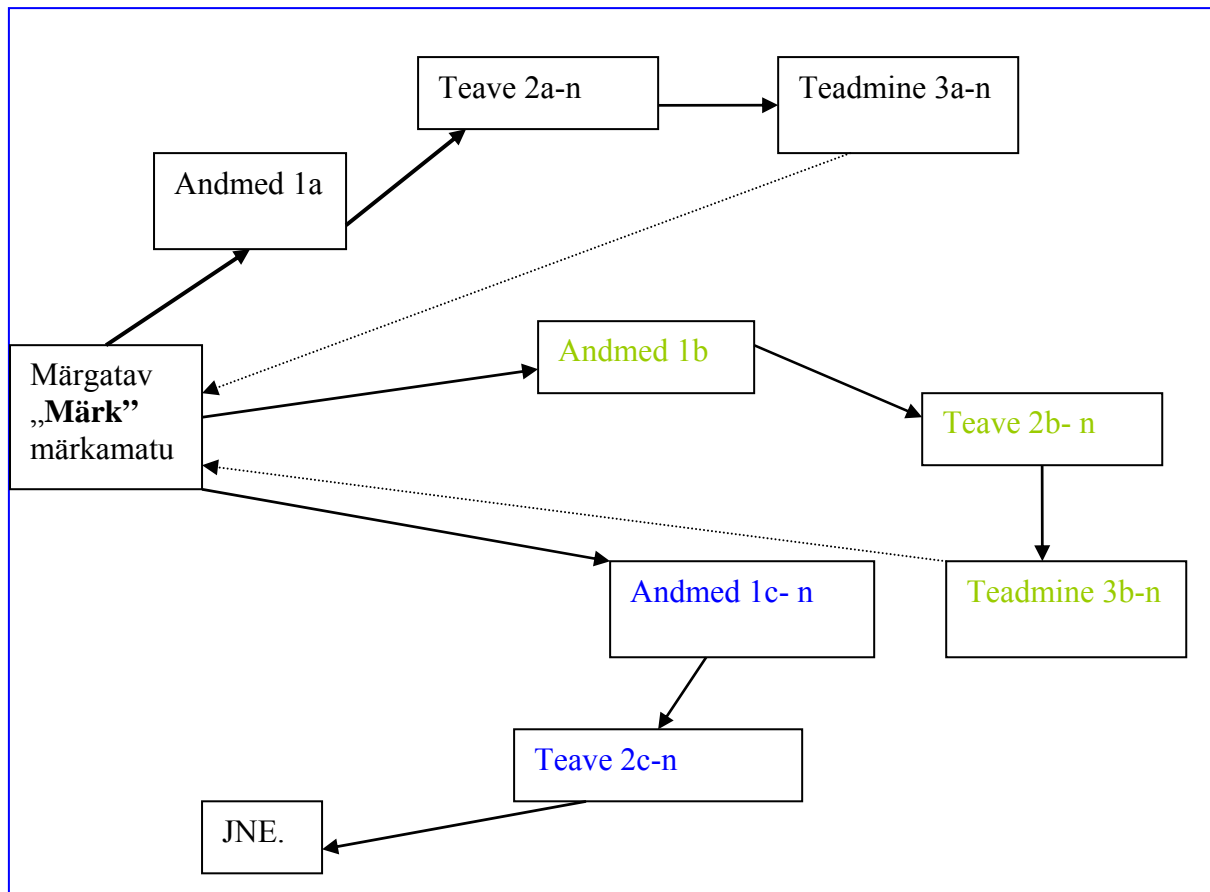 Teave 2a-n
Teadmine 3a-n
Andmed 1a
Märgatav
„Märk”
märkamatu
Andmed 1b
Teave 2b- n
Andmed 1c- n
Teadmine 3b-n
Teave 2c-n
JNE.